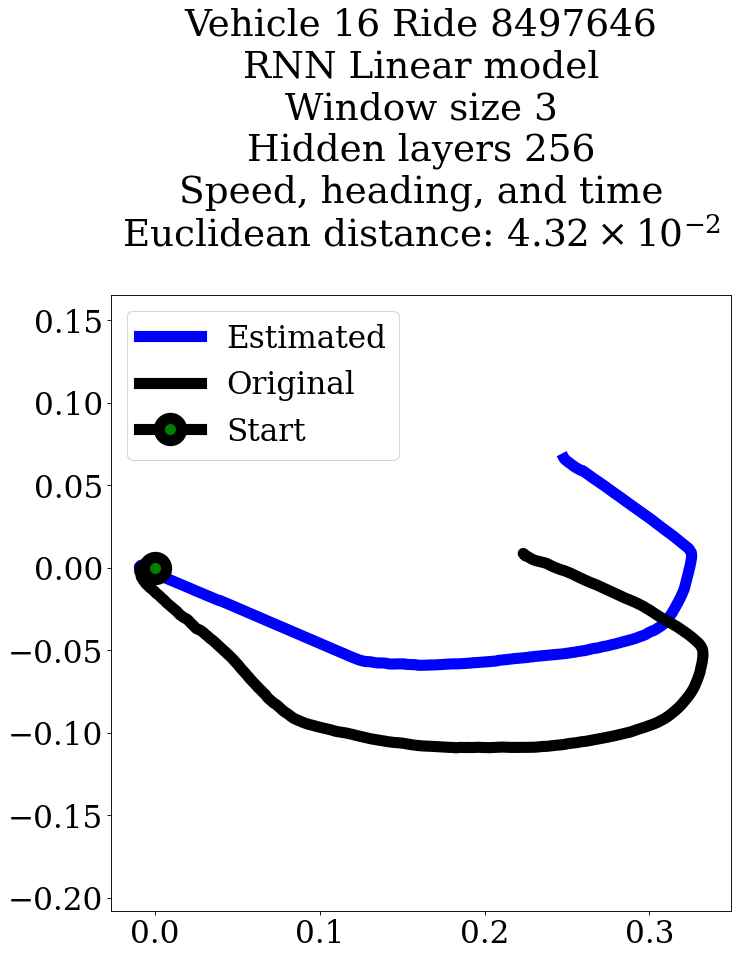 Vehicle 16 Ride 8497646
RNN Linear model
Window size 3
Hidden layers 256
Speed, heading, and time
Euclidean distance: 4.32 × 10⁻²
Estimated
Original
Start
0.15
0.10
0.05
0.00
−0.05
−0.10
−0.15
−0.20
0.0 0.1 0.2 0.3